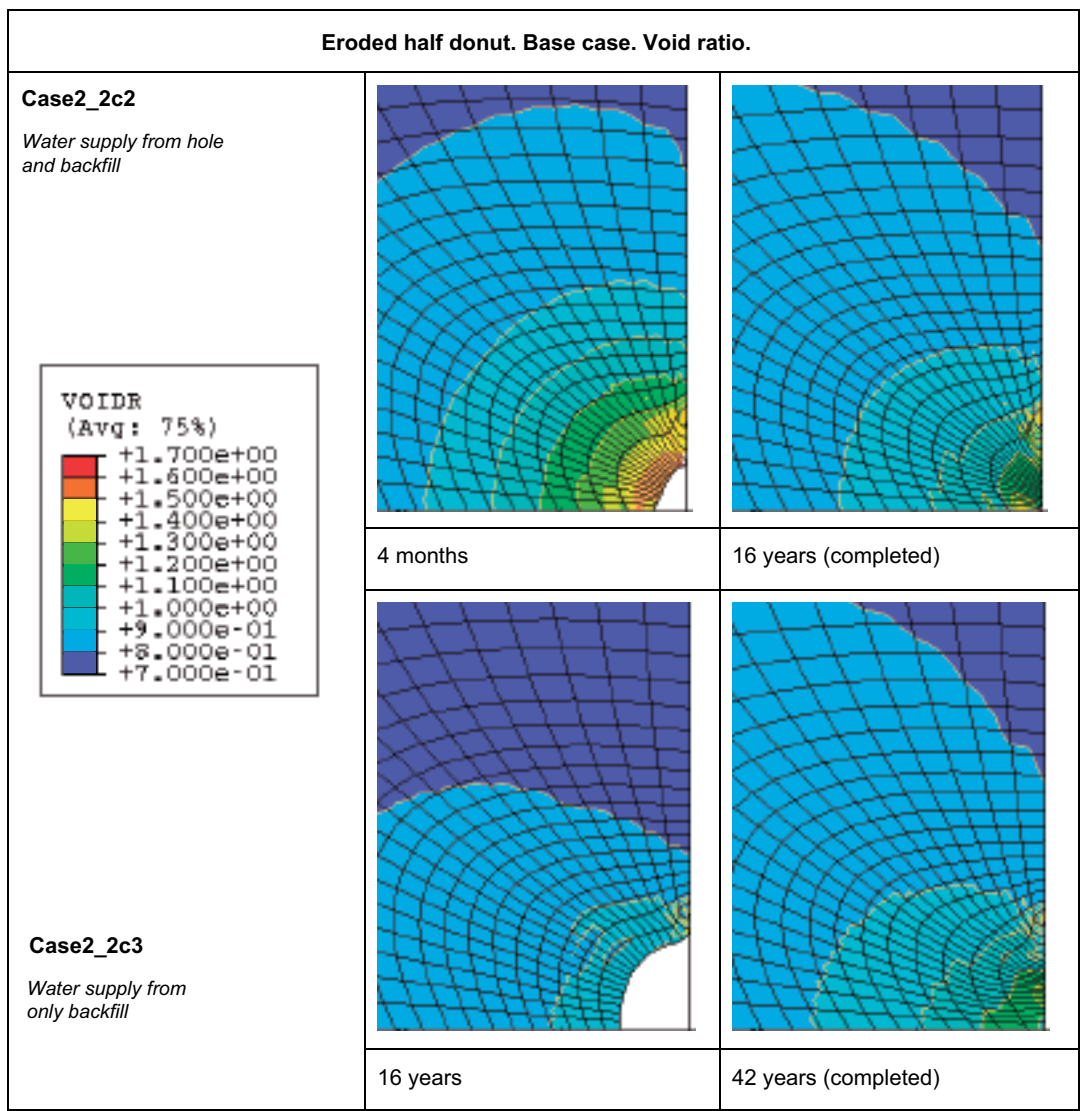 Eroded half donut. Base case. Void ratio.
Case2_2c2
Water supply from hole
and backfill
VOIDR
(Avg: 75%)
+1.700e+00
+1.600e+00
+1.500e+00
+1.400e+00
+1.300e+00
+1.200e+00
+1.100e+00
+1.000e+00
+9.000e-01
+8.000e-01
+7.000e-01
4 months
16 years (completed)
Case2_2c3
Water supply from
only backfill
16 years
42 years (completed)